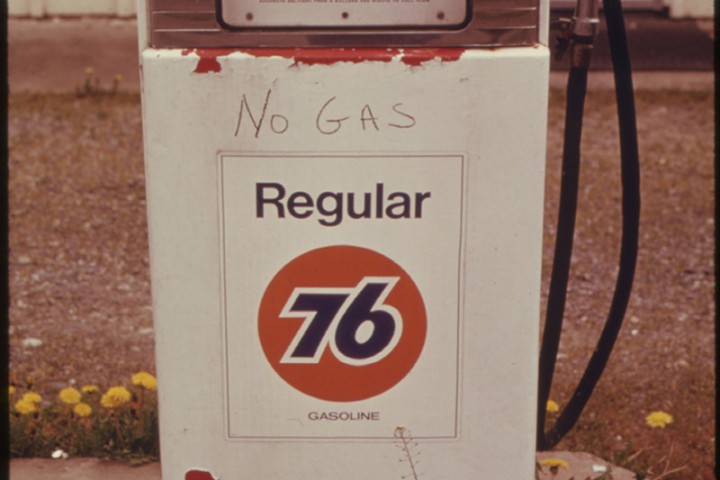 No GAS
Regular
76
GASOLINE